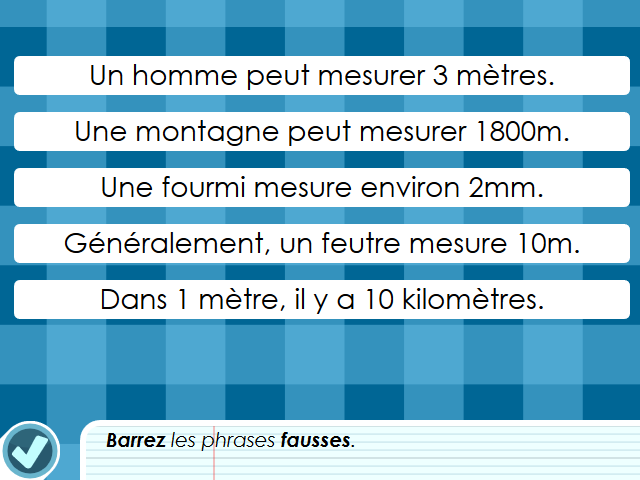 Un homme peut mesurer 3 mètres.
Une montagne peut mesurer 1800m.
Une fourmi mesure environ 2mm.
Généralement, un feutre mesure 10m.
Dans 1 mètre, il y a 10 kilomètres.
Barrez les phrases fausses.